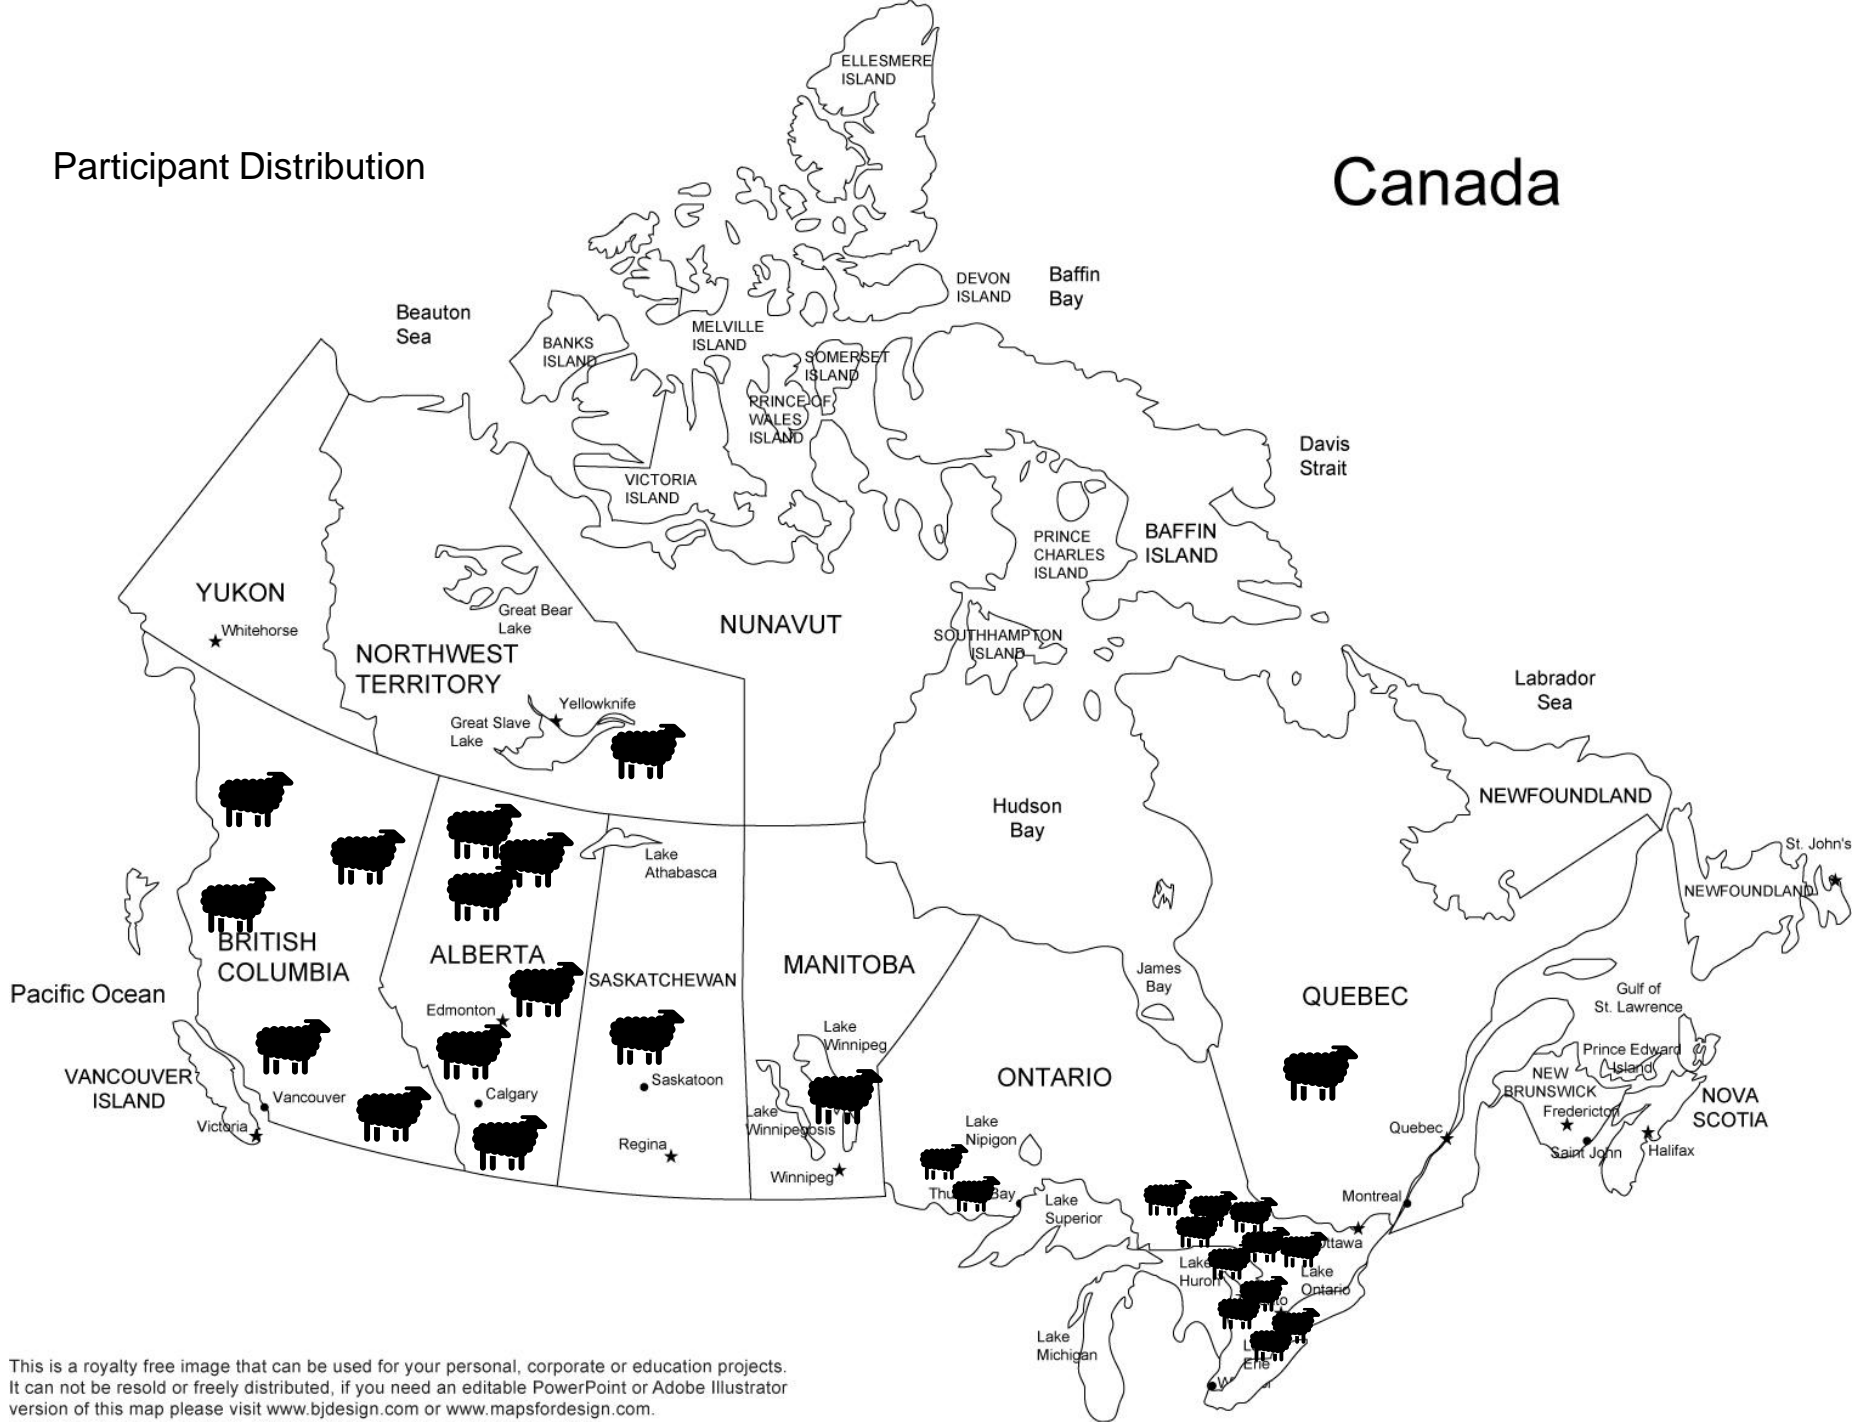 Participant Distribution
Canada
ELLESMERE
ISLAND
DEVON
ISLAND
Baffin
Bay
Beauton
Sea
BANKS
ISLAND
MELVILLE
ISLAND
SOMERSET
ISLAND
PRINCE OF
WALES
ISLAND
VICTORIA
ISLAND
Davis
Strait
PRINCE
CHARLES
ISLAND
BAFFIN
ISLAND
YUKON
Whitehorse
Great Bear
Lake
NORTHWEST
TERRITORY
NUNAVUT
SOUTHHAMPTON
ISLAND
Yellowknife
Great Slave
Lake
Labrador
Sea
Hudson
Bay
NEWFOUNDLAND
St. John's
NEWFOUNDLAND
Lake
Athabasca
BRITISH
COLUMBIA
ALBERTA
SASKATCHEWAN
MANITOBA
James
Bay
QUEBEC
Gulf of
St. Lawrence
Pacific Ocean
Edmonton
Lake
Winnipeg
ONTARIO
Prince Edward
Island
NEW
BRUNSWICK
Fredericton
NOVA
SCOTIA
VANCOUVER
ISLAND
Vancouver
Victoria
Calgary
Saskatoon
Regina
Lake
Winnipegosis
Winnipeg
Lake
Nipigon
Quebec
Saint John
Halifax
Bay
Lake
Superior
Montreal
Lake
Huron
Lake
Ontario
Lake
Michigan
Erie
This is a royalty free image that can be used for your personal, corporate or education projects.
It can not be resold or freely distributed, if you need an editable PowerPoint or Adobe Illustrator
version of this map please visit www.bjdesign.com or www.mapsfordesign.com.